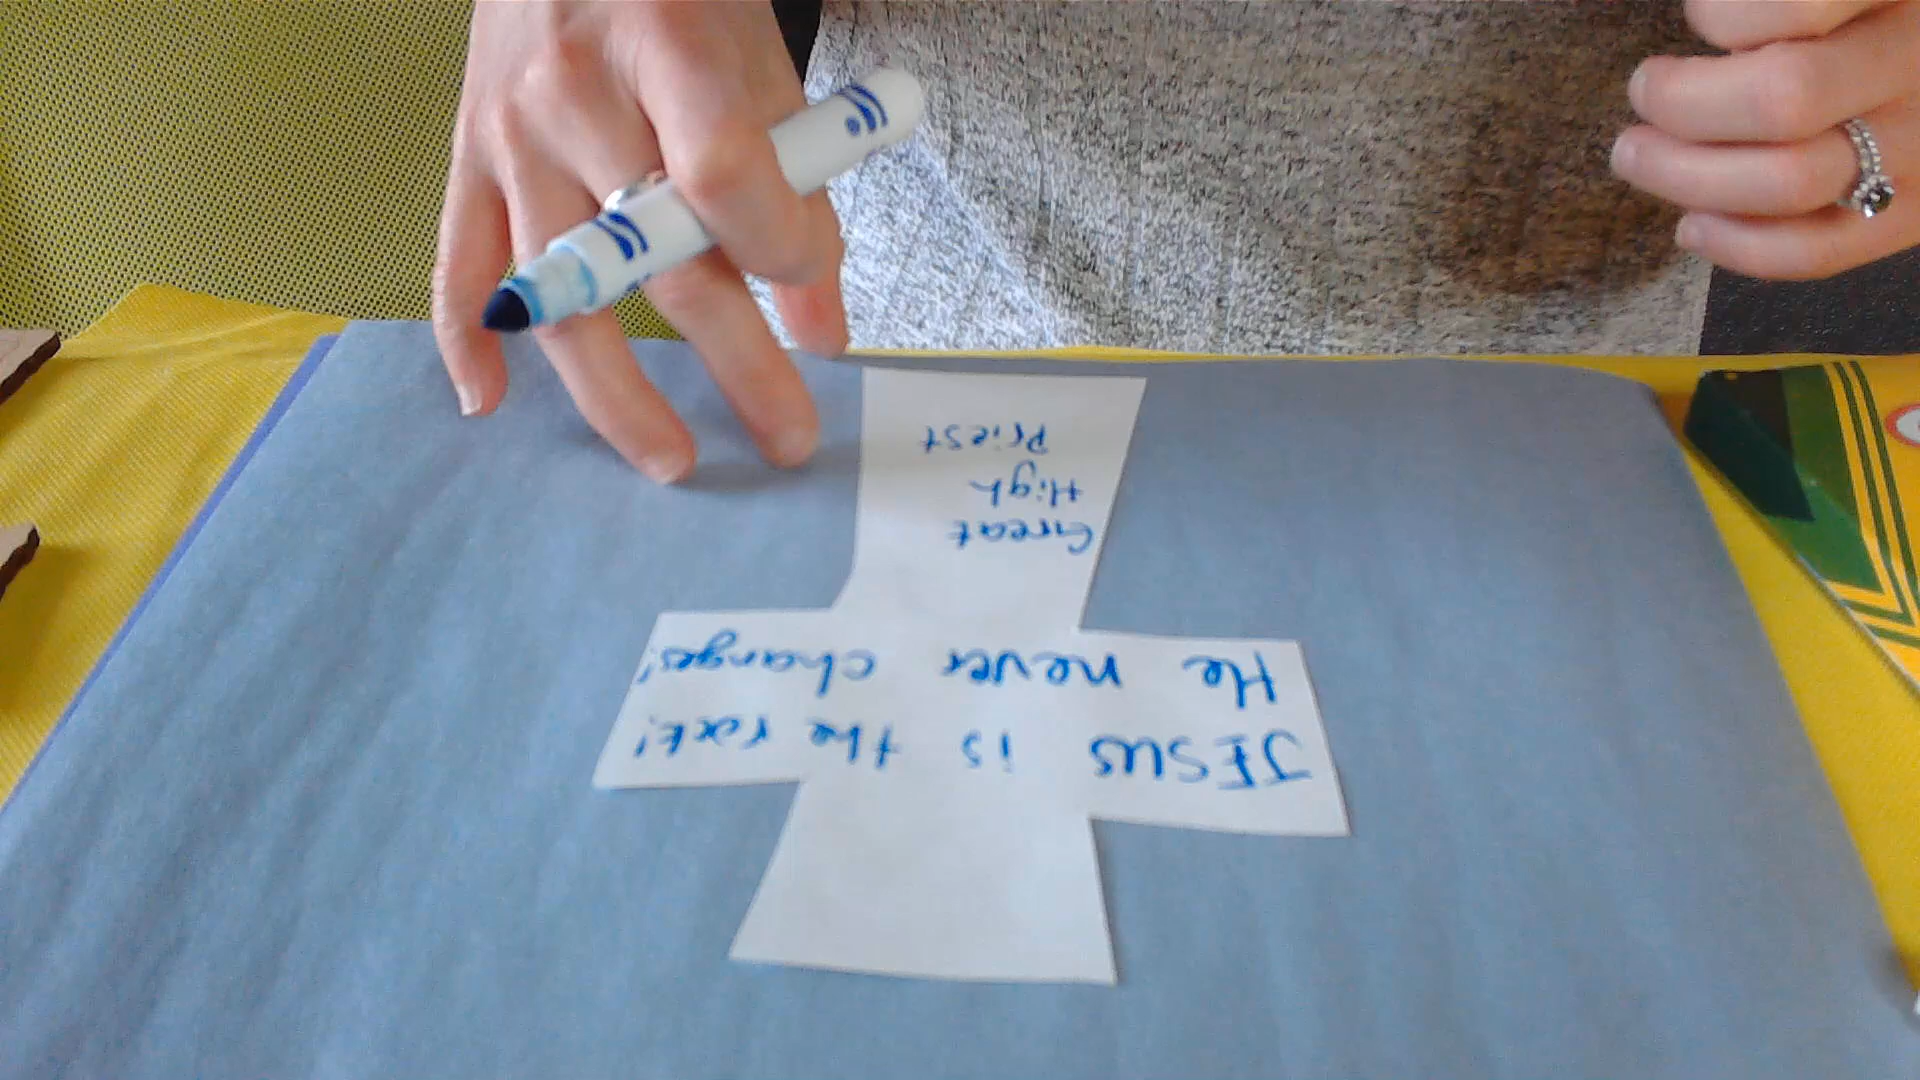 JESUS is the rock!
He never changes!
Great
High
Priest